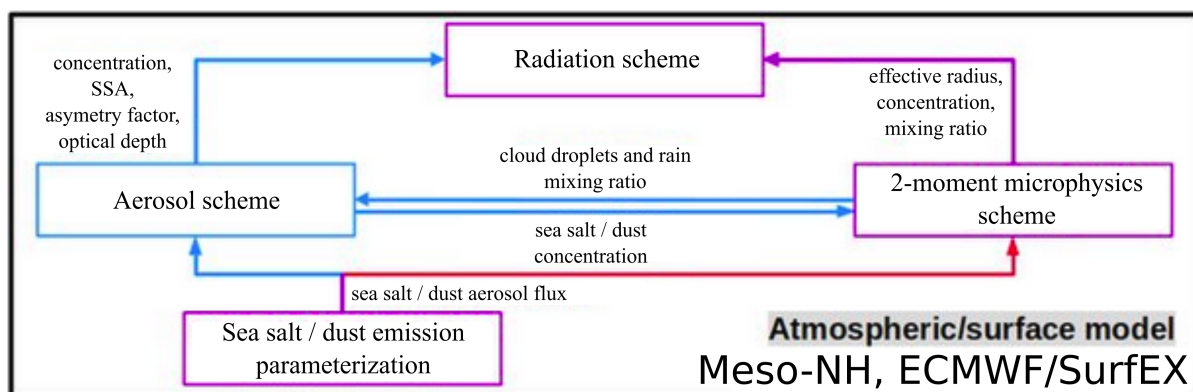 concentration,
SSA,
asymetry factor,
optical depth
Radiation scheme
effective radius,
concentration,
mixing ratio
cloud droplets and rain
mixing ratio
Aerosol scheme
2-moment microphysics
scheme
sea salt / dust
concentration
sea salt / dust aerosol flux
Sea salt / dust emission
parameterization
Atmospheric/surface model
Meso-NH, ECMWF/SurfEX